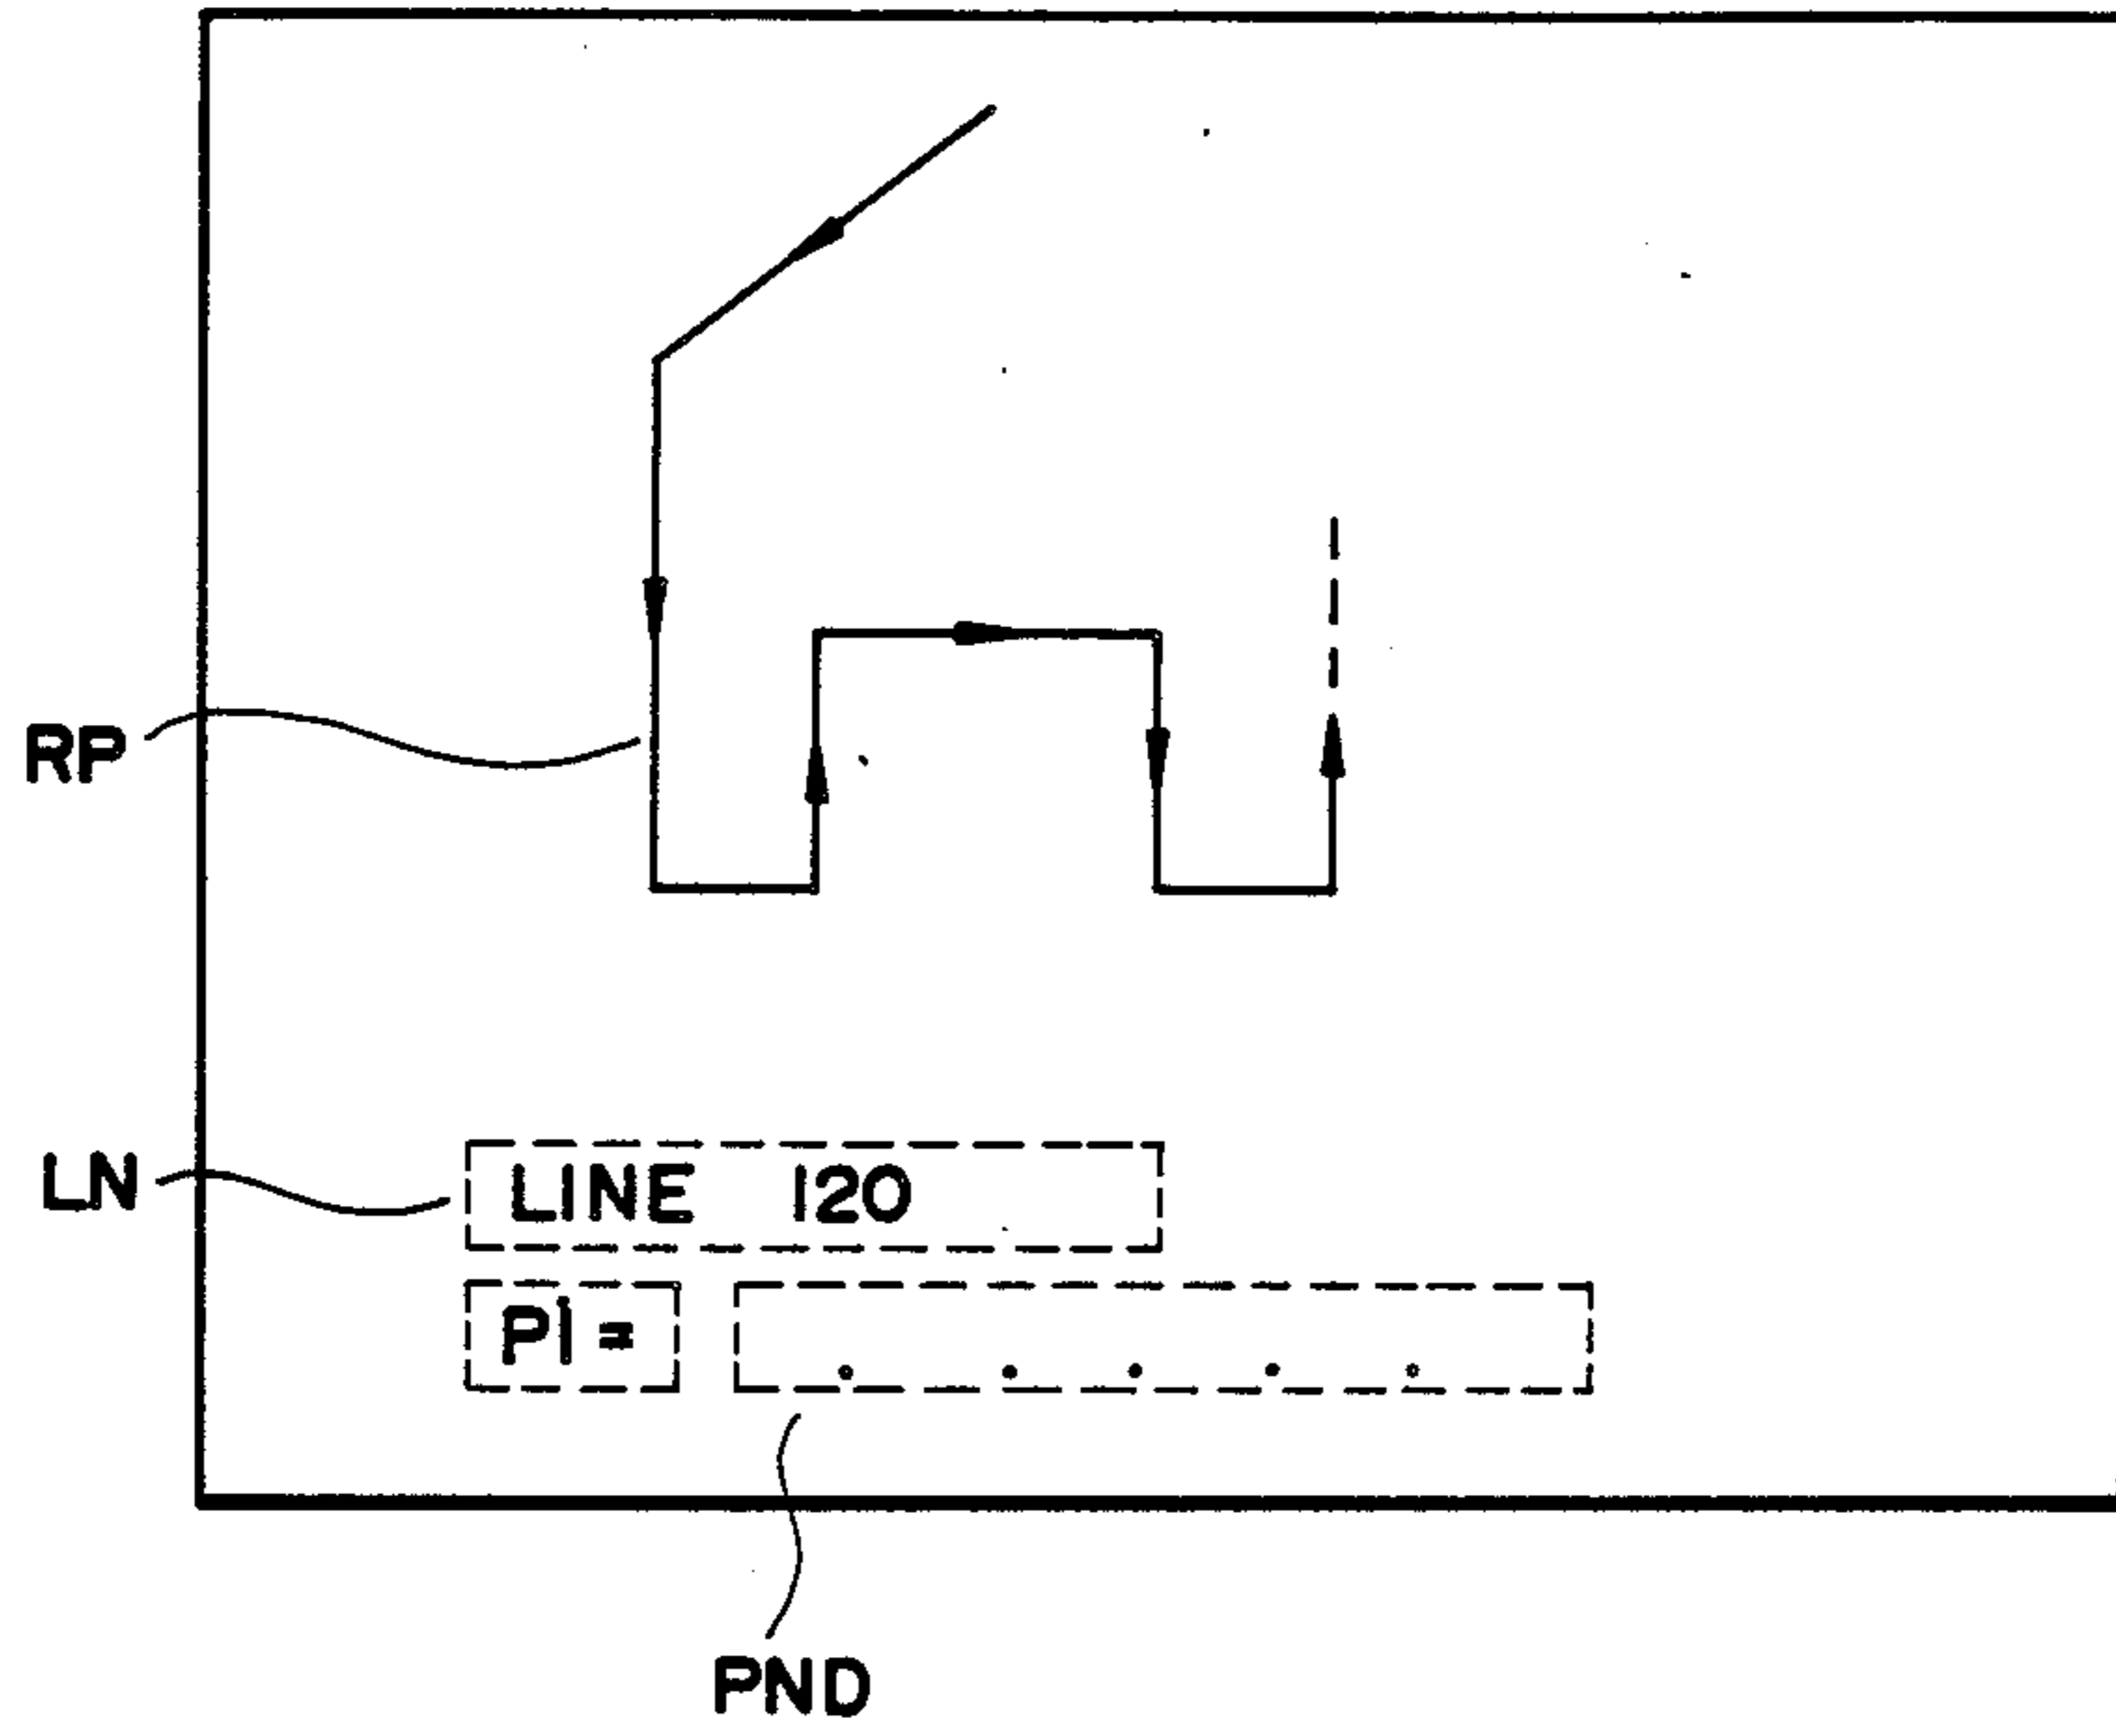 RP
LN
LINE 120
P1=
.....
PND